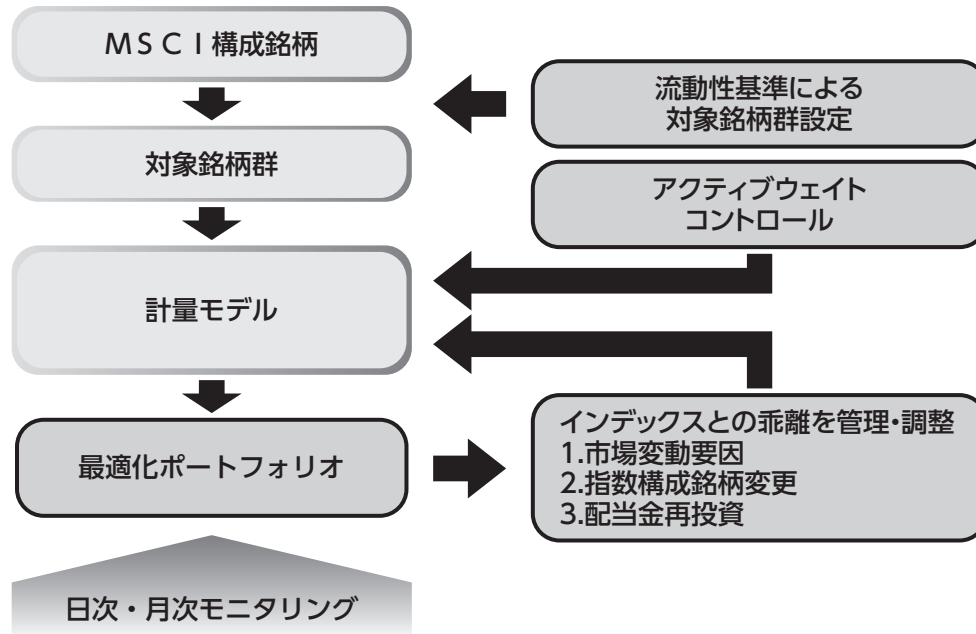 MSCI構成銘柄
流動性基準による
対象銘柄群設定
対象銘柄群
アクティブウェイト
コントロール
計量モデル
最適化ポートフォリオ
インデックスとの乖離を管理・調整
1.市場変動要因
2.指数構成銘柄変更
3.配当金再投資
日次・月次モニタリング